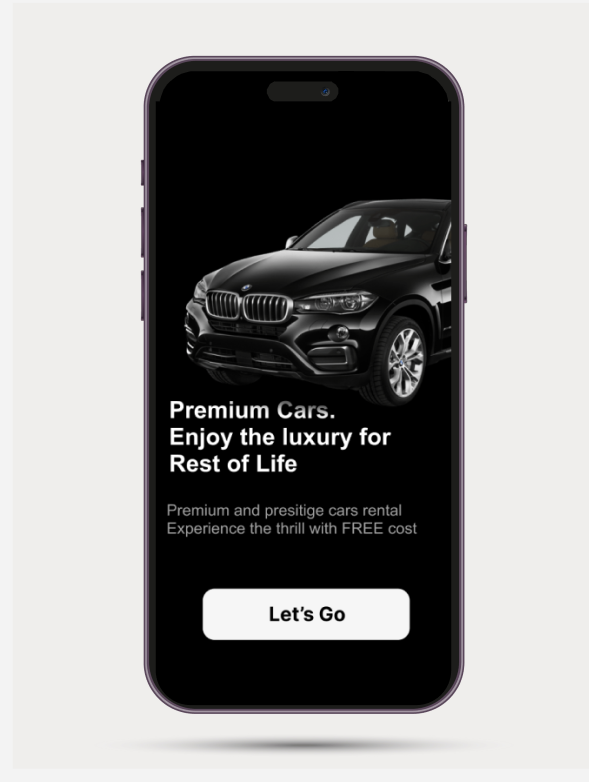 Premium Cars.
Enjoy the luxury for
Rest of Life
Premium and presitige cars rental
Experience the thrill with FREE cost
Let's Go